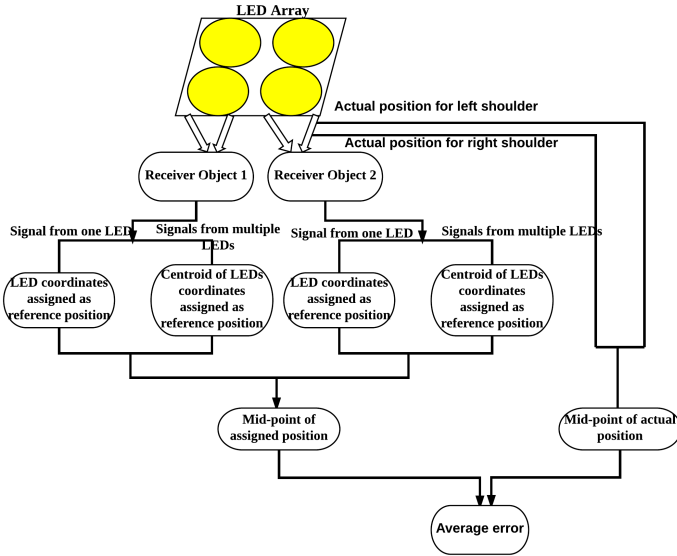 LED Array
Actual position for left shoulder
Actual position for right shoulder
Receiver Object 1
Receiver Object 2
Signal from one LED
Signals from multiple
LEDs
Signal from one LED
Signals from multiple LEDs
LED coordinates
assigned as
reference position
Centroid of LEDs
coordinates
assigned as
reference position
LED coordinates
assigned as
reference position
Centroid of LEDs
coordinates
assigned as
reference position
Mid-point of
assigned position
Mid-point of actual
position
Average error